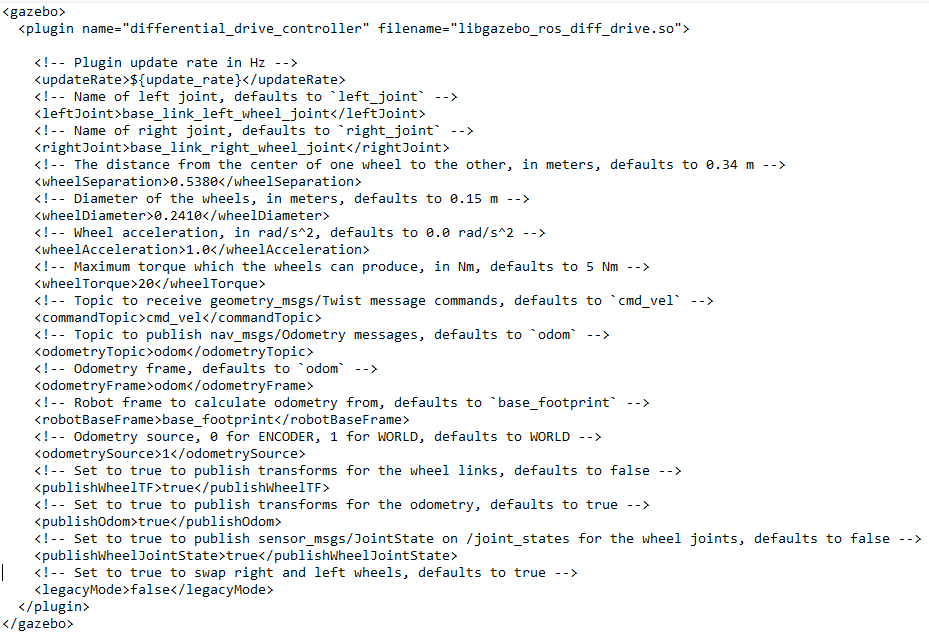 <gazebo>
<plugin name="differential_drive_controller" filename="libgazebo_ros_diff_drive.so">
<!-- Plugin update rate in Hz -->
<updateRate>${update_rate}</updateRate>
<!-- Name of left joint, defaults to `left_joint` -->
<leftJoint>base_link_left_wheel_joint</leftJoint>
<!-- Name of right joint, defaults to `right_joint` -->
<rightJoint>base_link_right_wheel_joint</rightJoint>
<!-- The distance from the center of one wheel to the other, in meters, defaults to 0.34 m -->
<wheelSeparation>0.5380</wheelSeparation>
<!-- Diameter of the wheels, in meters, defaults to 0.15 m -->
<wheelDiameter>0.2410</wheelDiameter>
<!-- Wheel acceleration, in rad/s^2, defaults to 0.0 rad/s^2 -->
<wheelAcceleration>1.0</wheelAcceleration>
<!-- Maximum torque which the wheels can produce, in Nm, defaults to 5 Nm -->
<wheelTorque>20</wheelTorque>
<!-- Topic to receive geometry_msgs/Twist message commands, defaults to `cmd_vel` -->
<commandTopic>cmd_vel</commandTopic>
<!-- Topic to publish nav_msgs/Odometry messages, defaults to `odom` -->
<odometryTopic>odom</odometryTopic>
<!-- Odometry frame, defaults to `odom` -->
<odometryFrame>odom</odometryFrame>
<!-- Robot frame to calculate odometry from, defaults to `base_footprint` -->
<robotBaseFrame>base_footprint</robotBaseFrame>
<!-- Odometry source, 0 for ENCODER, 1 for WORLD, defaults to WORLD -->
<odometrySource>1</odometrySource>
<!-- Set to true to publish transforms for the wheel links, defaults to false -->
<publishWheelTF>true</publishWheelTF>
<!-- Set to true to publish transforms for the odometry, defaults to true -->
<publishOdom>true</publishOdom>
<!-- Set to true to publish sensor_msgs/JointState on /joint_states for the wheel joints, defaults to false -->
<publishWheelJointState>true</publishWheelJointState>
<!-- Set to true to swap right and left wheels, defaults to true -->
<legacyMode>false</legacyMode>
</plugin>
</gazebo>